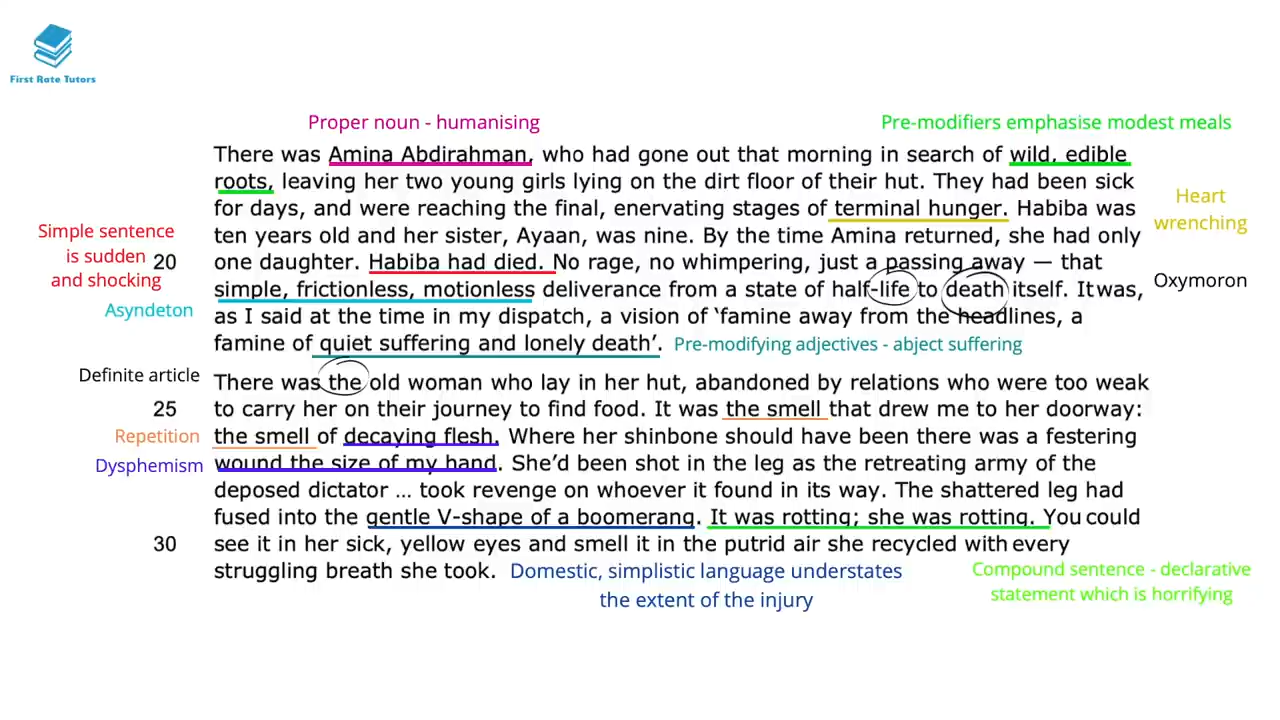 First Rate Tutors
Proper noun - humanising
Pre-modifiers emphasise modest meals
There was Amina Abdirahman, who had gone out that morning in search of wild, edible
roots, leaving her two young girls lying on the dirt floor of their hut. They had been sick
Heart
wrenching
for days, and were reaching the final, enervating stages of terminal hunger. Habiba was
Simple sentence
is sudden
and shocking
ten years old and her sister, Ayaan, was nine. By the time Amina returned, she had only
20 one daughter. Habiba had died. No rage, no whimpering, just a passing away — that
Oxymoron
Asyndeton
simple, frictionless, motionless deliverance from a state of half-life to death itself. It was,
as I said at the time in my dispatch, a vision of ‘famine away from the headlines, a
famine of quiet suffering and lonely death’. Pre-modifying adjectives - abject suffering
Definite article
There was the old woman who lay in her hut, abandoned by relations who were too weak
25 to carry her on their journey to find food. It was the smell that drew me to her doorway:
Repetition
the smell of decaying flesh. Where her shinbone should have been there was a festering
Dysphemism
wound the size of my hand. She’d been shot in the leg as the retreating army of the
deposed dictator ... took revenge on whoever it found in its way. The shattered leg had
fused into the gentle V-shape of a boomerang. It was rotting; she was rotting. You could
30 see it in her sick, yellow eyes and smell it in the putrid air she recycled with every
struggling breath she took.
Domestic, simplistic language understates
the extent of the injury
Compound sentence - declarative
statement which is horrifying